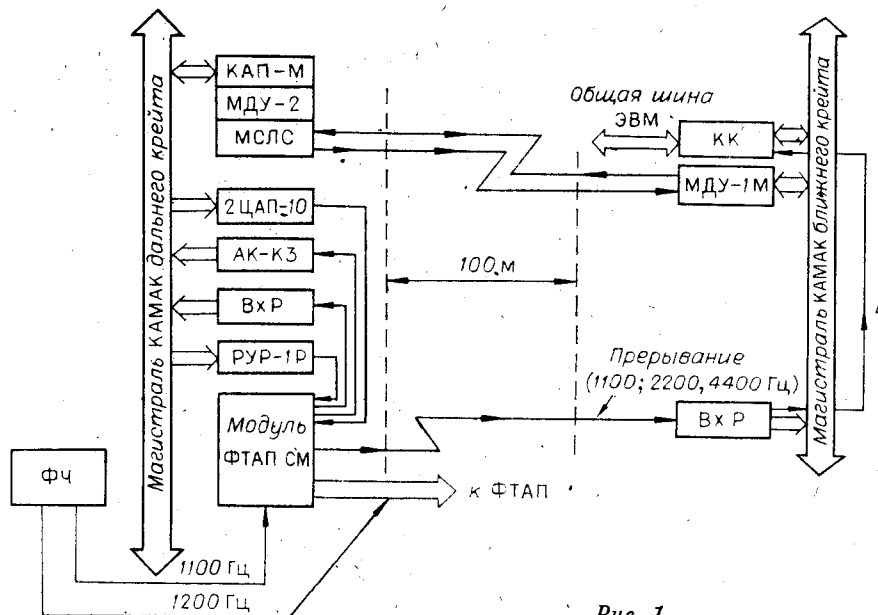 Магистраль КАМАК дальнего крейта
КАП-М
МДУ-2
МСЛС
2ЦАП-10
АК-КЗ
ВхР
РУР-1Р
Модуль
ФТАП СМ
ФЧ
1100 Гц
1200 Гц
100 м
к ФТАП
Общая шина
ЭВМ
КК
МДУ-1М
Прерывание
(1100; 2200, 4400 Гц)
ВхР
Магистраль КАМАК ближнего крейта
Рис. 1